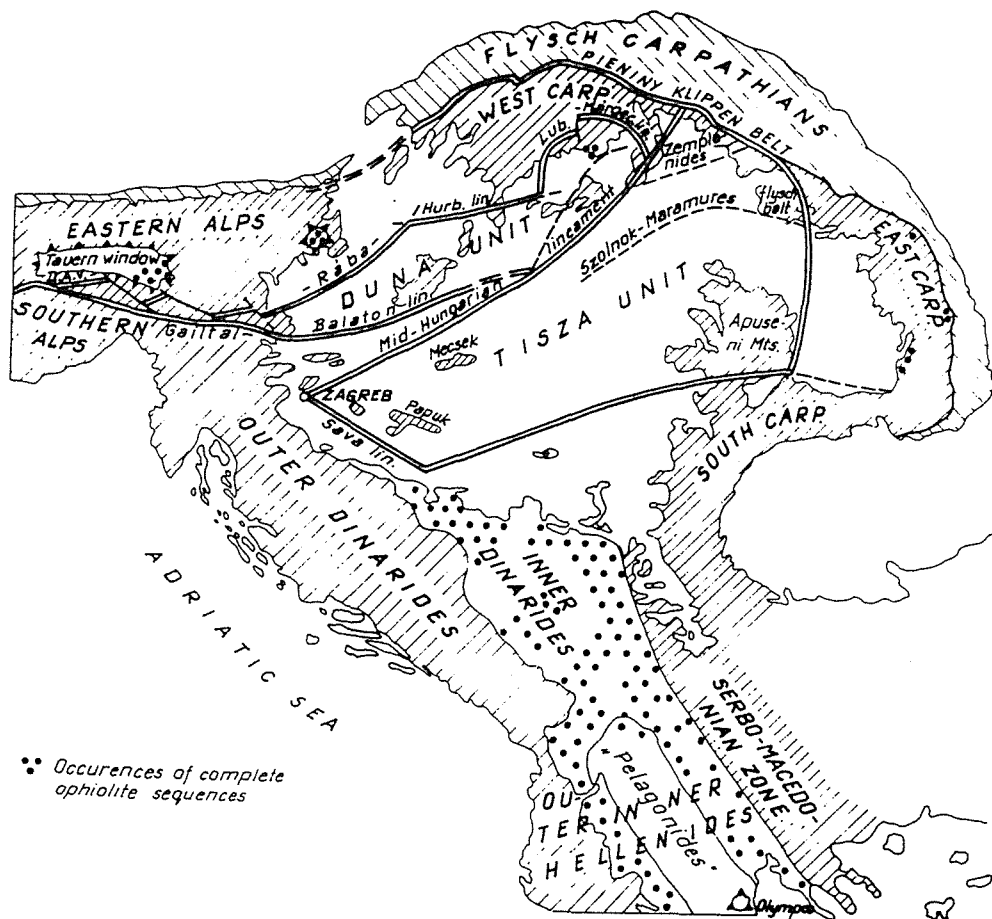 FLYSCH CARPATHIANS
PIENINY KLIPPEN BELT
WEST CARP
Lub.
Zemple-
nides
flysch
belt
Hurb. lin.
EASTERN ALPS
Szolnok-Maramures
EAST CARP
Tauern window
D.A.V.
Rába-
DUNA UNIT
lineament
Balaton-lin.
Mid-Hungarian
TISZA UNIT
SOUTHERN
ALPS
Gailtal-
Mecsek
Apuse-
ni Mts.
ZAGREB
Papuk
Sava lin.
SOUTH CARP
OUTER DINARIDES
INNER
DINARIDES
ADRIATIC SEA
SERBO-MACEDO-
NIAN ZONE
Occurences of complete
ophiolite sequences
"Pelagonides"
OU-
TER INNER
HELLENIDES
Olympos